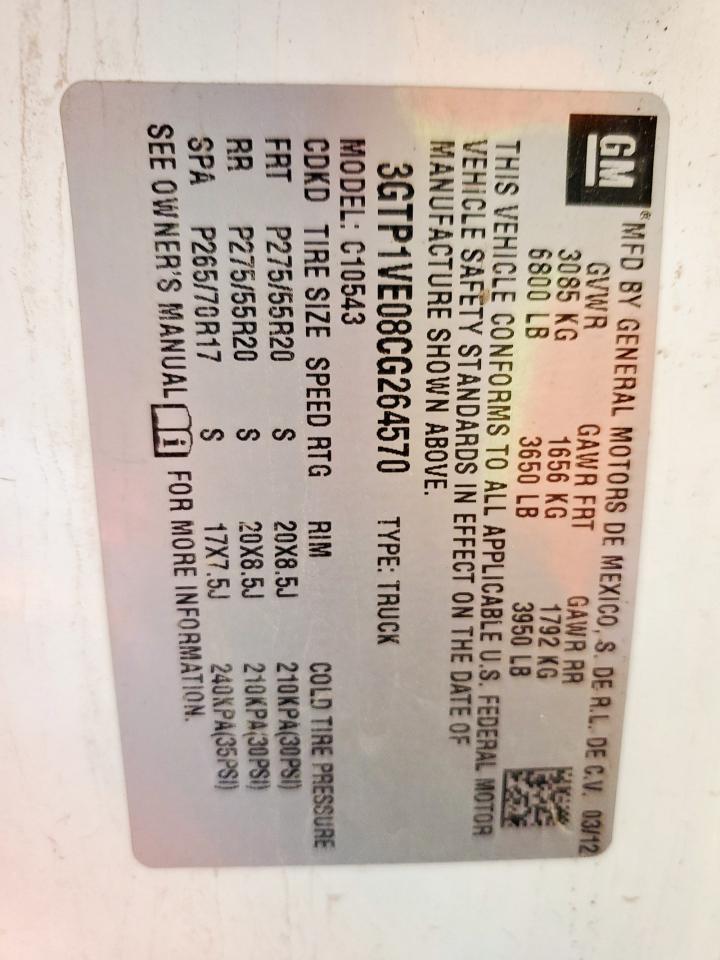 GM
® MFD BY GENERAL MOTORS DE MEXICO, S. DE R.L. DE C.V. 03/12
GVWR GAWR FRT GAWR RR
3085 KG 1656 KG 1792 KG
6800 LB 3650 LB 3950 LB
THIS VEHICLE CONFORMS TO ALL APPLICABLE U.S. FEDERAL MOTOR
VEHICLE SAFETY STANDARDS IN EFFECT ON THE DATE OF
MANUFACTURE SHOWN ABOVE.
3GTP1VE08CG264570 TYPE: TRUCK
MODEL: C10543
CDKD TIRE SIZE SPEED RTG RIM COLD TIRE PRESSURE
FRT P275/55R20 S 20X8.5J 210KPA(30PSI)
RR P275/55R20 S 20X8.5J 210KPA(30PSI)
SPA P265/70R17 S 17X7.5J 240KPA(35PSI)
SEE OWNER'S MANUAL i FOR MORE INFORMATION.